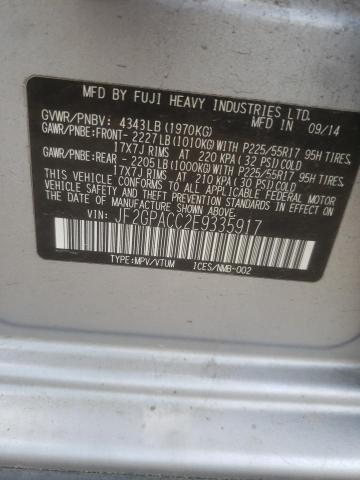 MFD BY FUJI HEAVY INDUSTRIES LTD.
GVWR/PNBV: 4343LB(1970KG) MFD IN 09/14
GAWR/PNBE:FRONT- 2227LB(1010KG)WITH P225/55R17 95H TIRES,
17X7J RIMS AT 220 KPA(32 PSI)COLD
GAWR/PNBE:REAR - 2205LB(1000KG)WITH P225/55R17 95H TIRES,
17X7J RIMS AT 210 KPA(30 PSI)COLD
THIS VEHICLE CONFORMS TO ALL APPLICABLE FEDERAL MOTOR
VEHICLE SAFETY AND THEFT PREVENTION STANDARDS IN EFFECT ON
THE DATE OF MANUFACTURE SHOWN ABOVE.
VIN: JF2GPACC2E9335917
TYPE:MPV/VTUM ICES/NMB-002